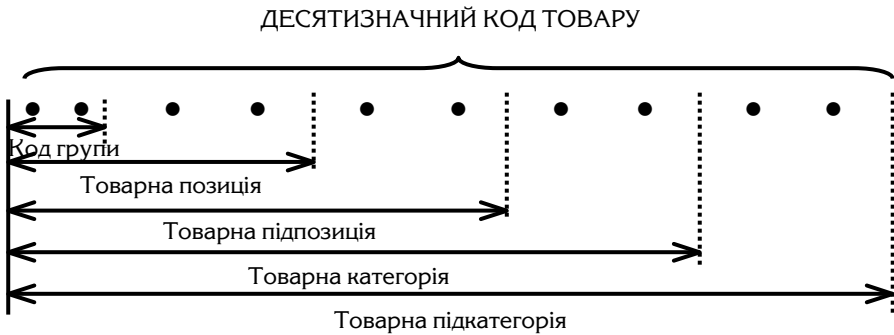 ДЕСЯТИЗНАЧНИЙ КОД ТОВАРУ
Код групи
Товарна позиція
Товарна підпозиція
Товарна категорія
Товарна підкатегорія